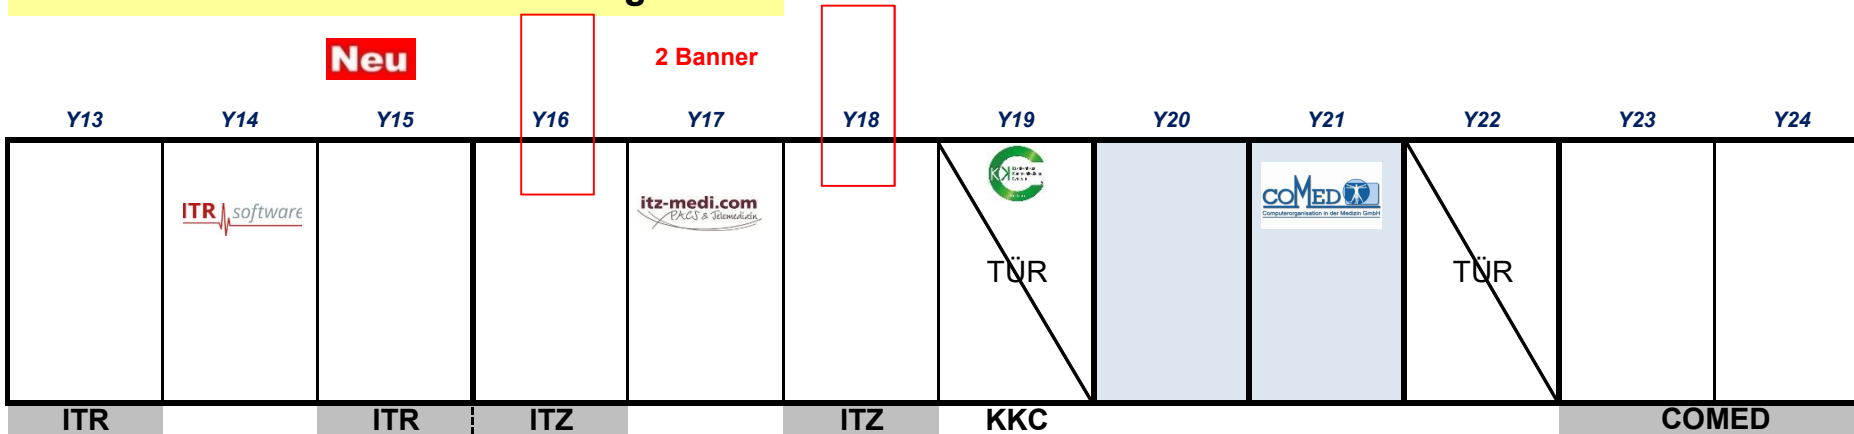 Neu
2 Banner
Y13 Y14 Y15 Y16 Y17 Y18 Y19 Y20 Y21 Y22 Y23 Y24
ITR software
itz-medi.com
PACS & Telemedizin
KK
COMED
Computerorganisation in der Medizin GmbH
TÜR TÜR
ITR ITR ITZ ITZ KKC COMED